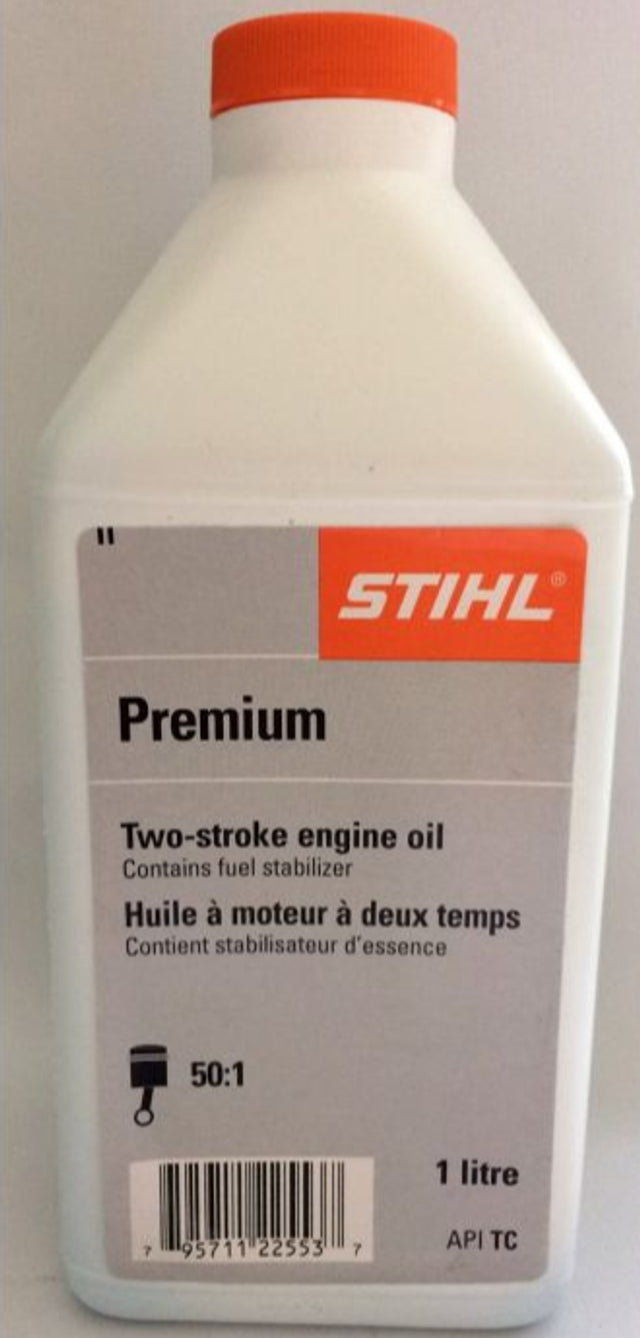 STIHL®
Premium
Two-stroke engine oil
Contains fuel stabilizer
Huile à moteur à deux temps
Contient stabilisateur d'essence
50:1
1 litre
7 95711 22553 7
API TC